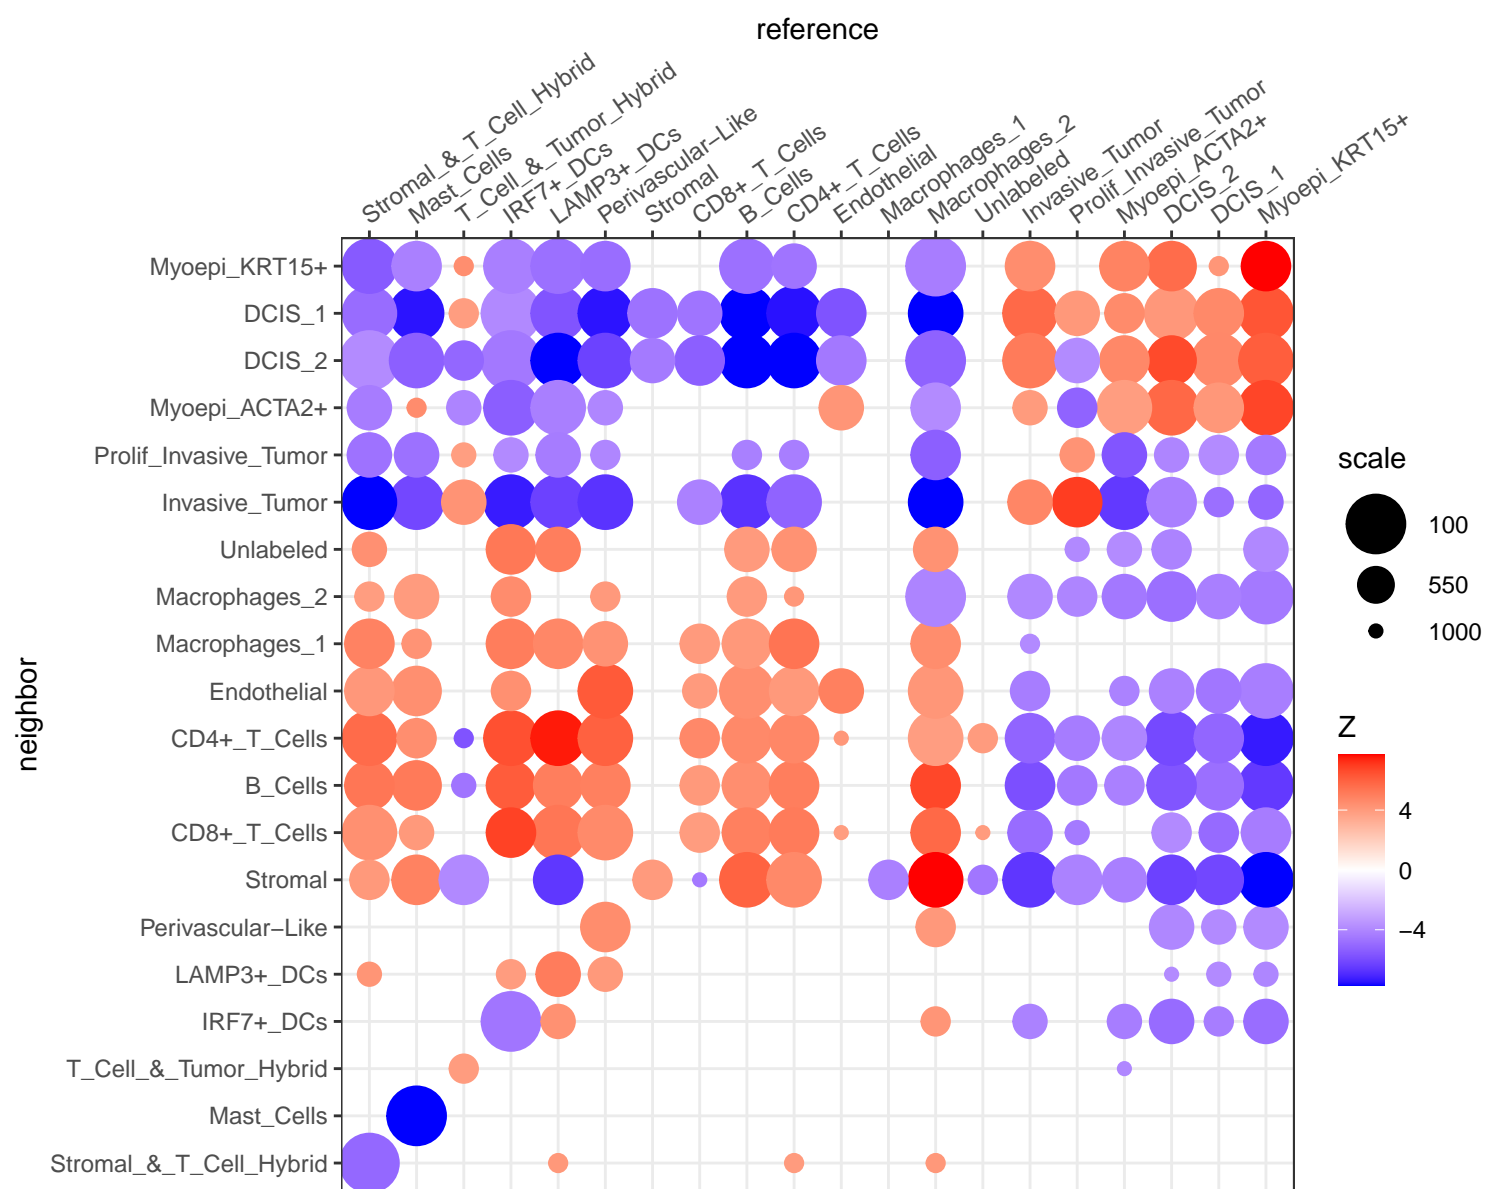 reference
Stromal_&_T_Cell_Hybrid
Mast_Cells
T_Cell_&_Tumor_Hybrid
IRF7+_DCs
LAMP3+_DCs
Perivascular−Like
Stromal
CD8+_T_Cells
B_Cells
CD4+_T_Cells
Endothelial
Macrophages_1
Macrophages_2
Unlabeled
Invasive_Tumor
Prolif_Invasive_Tumor
Myoepi_ACTA2+
DCIS_2
DCIS_1
Myoepi_KRT15+
neighbor
Myoepi_KRT15+
DCIS_1
DCIS_2
Myoepi_ACTA2+
Prolif_Invasive_Tumor
Invasive_Tumor
Unlabeled
Macrophages_2
Macrophages_1
Endothelial
CD4+_T_Cells
B_Cells
CD8+_T_Cells
Stromal
Perivascular−Like
LAMP3+_DCs
IRF7+_DCs
T_Cell_&_Tumor_Hybrid
Mast_Cells
Stromal_&_T_Cell_Hybrid
scale
100
550
1000
Z
4
0
−4